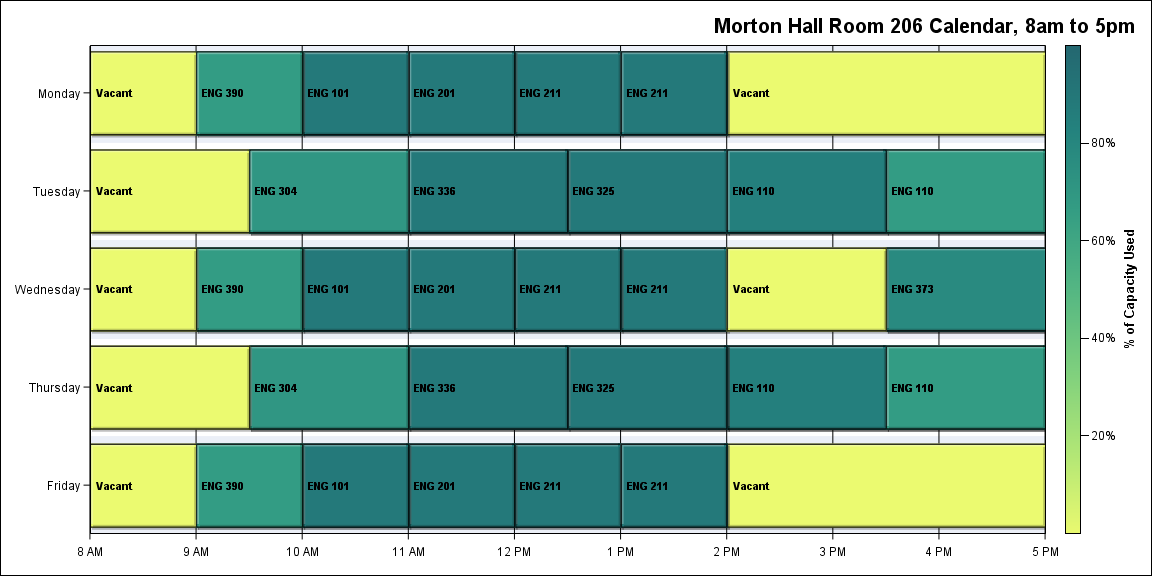 Morton Hall Room 206 Calendar, 8am to 5pm
Monday Vacant ENG 390 ENG 101 ENG 201 ENG 211 ENG 211 Vacant
Tuesday Vacant ENG 304 ENG 336 ENG 325 ENG 110 ENG 110
Wednesday Vacant ENG 390 ENG 101 ENG 201 ENG 211 ENG 211 Vacant ENG 373
Thursday Vacant ENG 304 ENG 336 ENG 325 ENG 110 ENG 110
Friday Vacant ENG 390 ENG 101 ENG 201 ENG 211 ENG 211 Vacant
8 AM 9 AM 10 AM 11 AM 12 PM 1 PM 2 PM 3 PM 4 PM 5 PM
80%
60%
40%
20%
% of Capacity Used